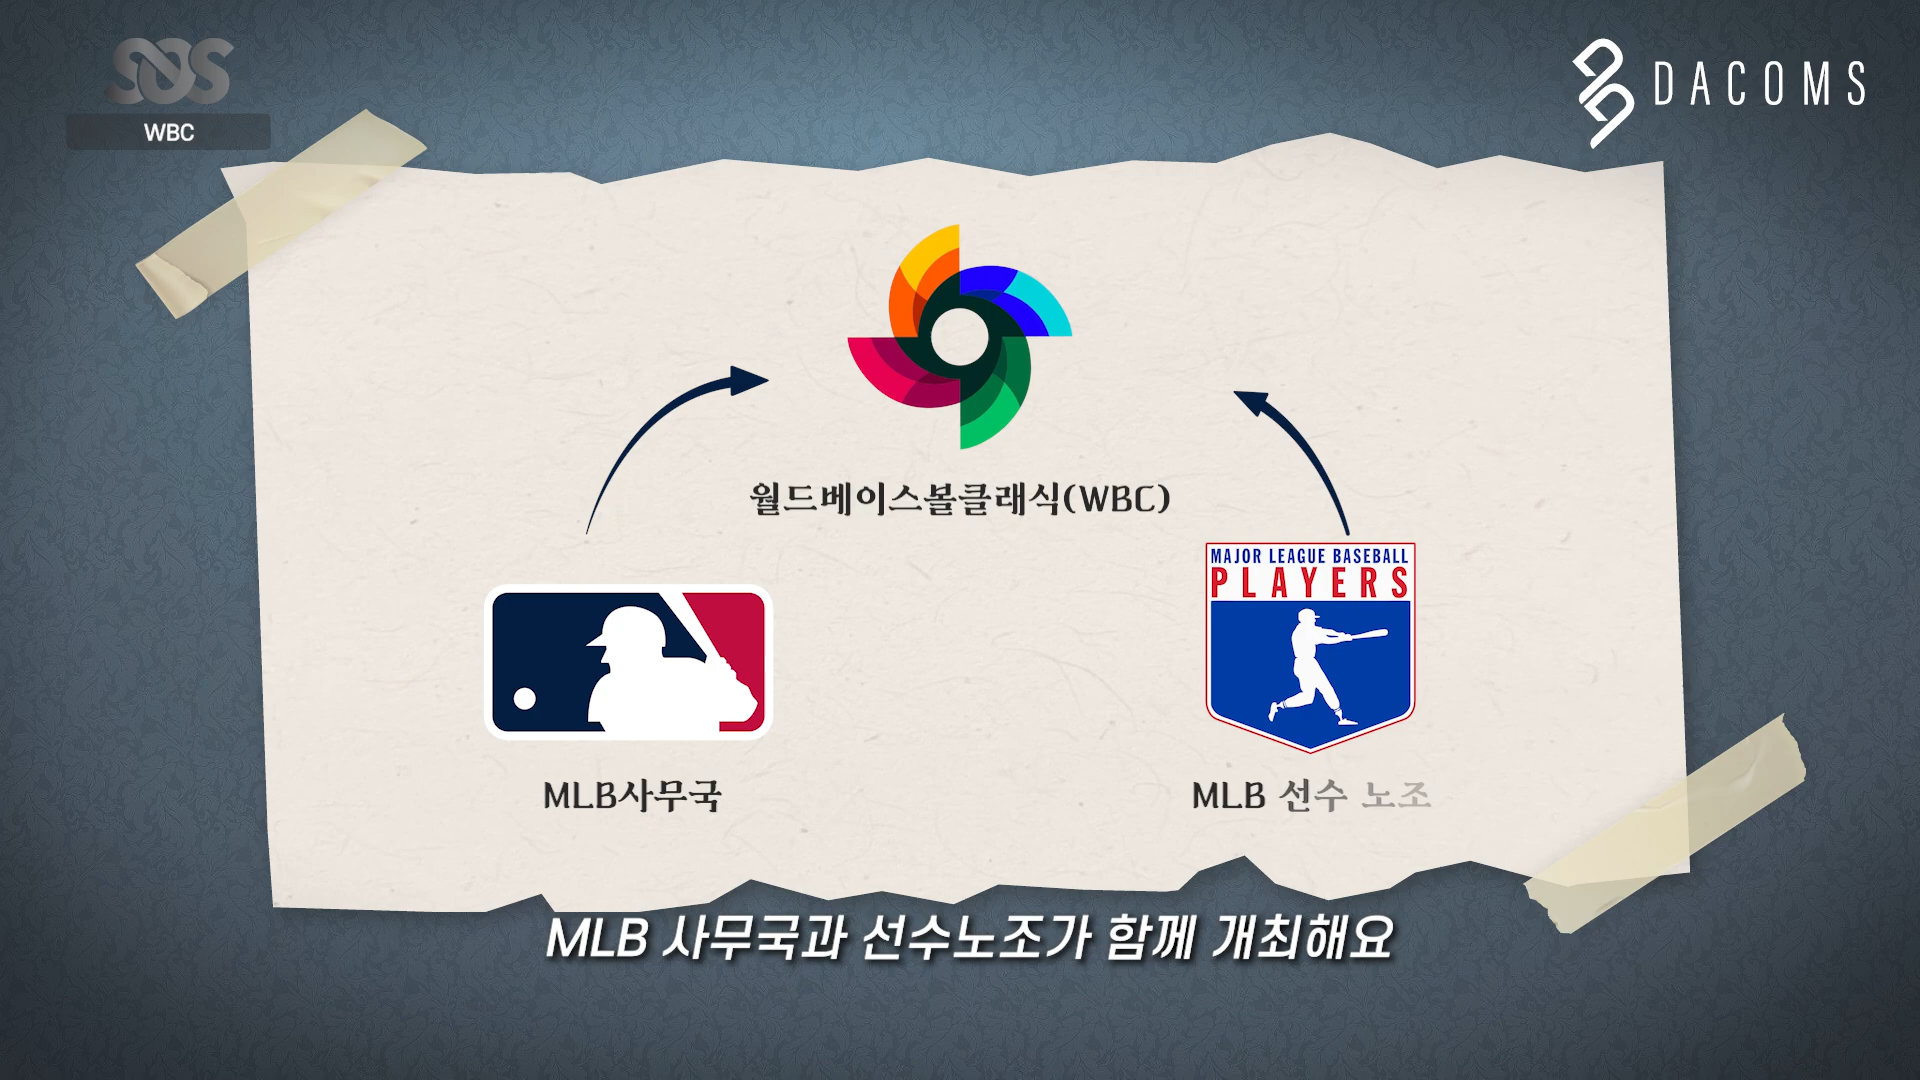 SOS
WBC
DACOMS
월드베이스볼클래식(WBC)
MAJOR LEAGUE BASEBALL
PLAYERS
MLB사무국
MLB 선수 노조
MLB 사무국과 선수노조가 함께 개최해요